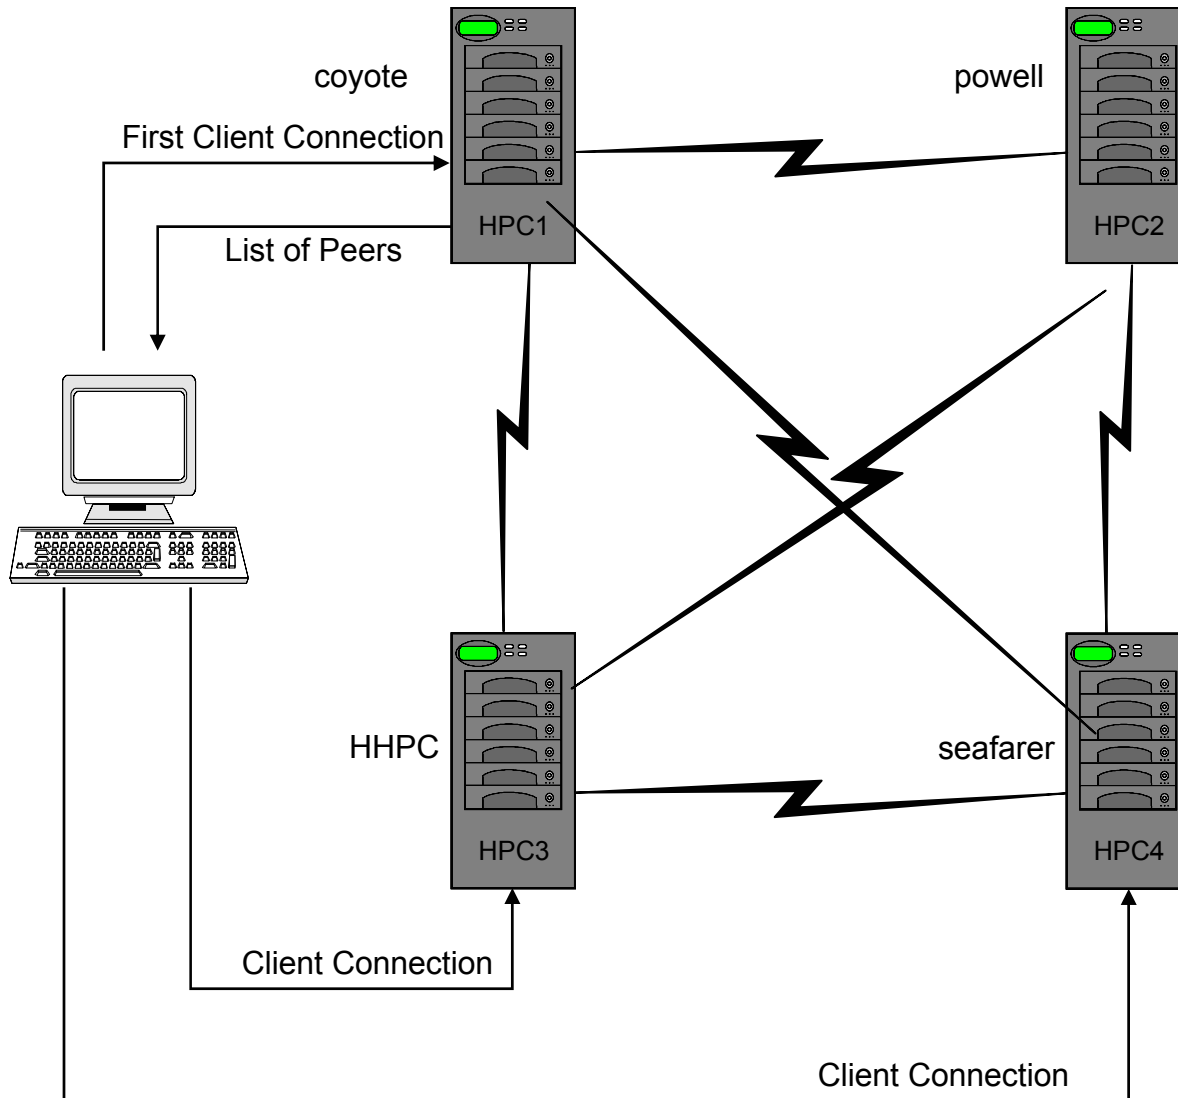 coyote
powell
First Client Connection
HPC1
HPC2
List of Peers
HHPC
seafarer
HPC3
HPC4
Client Connection
Client Connection